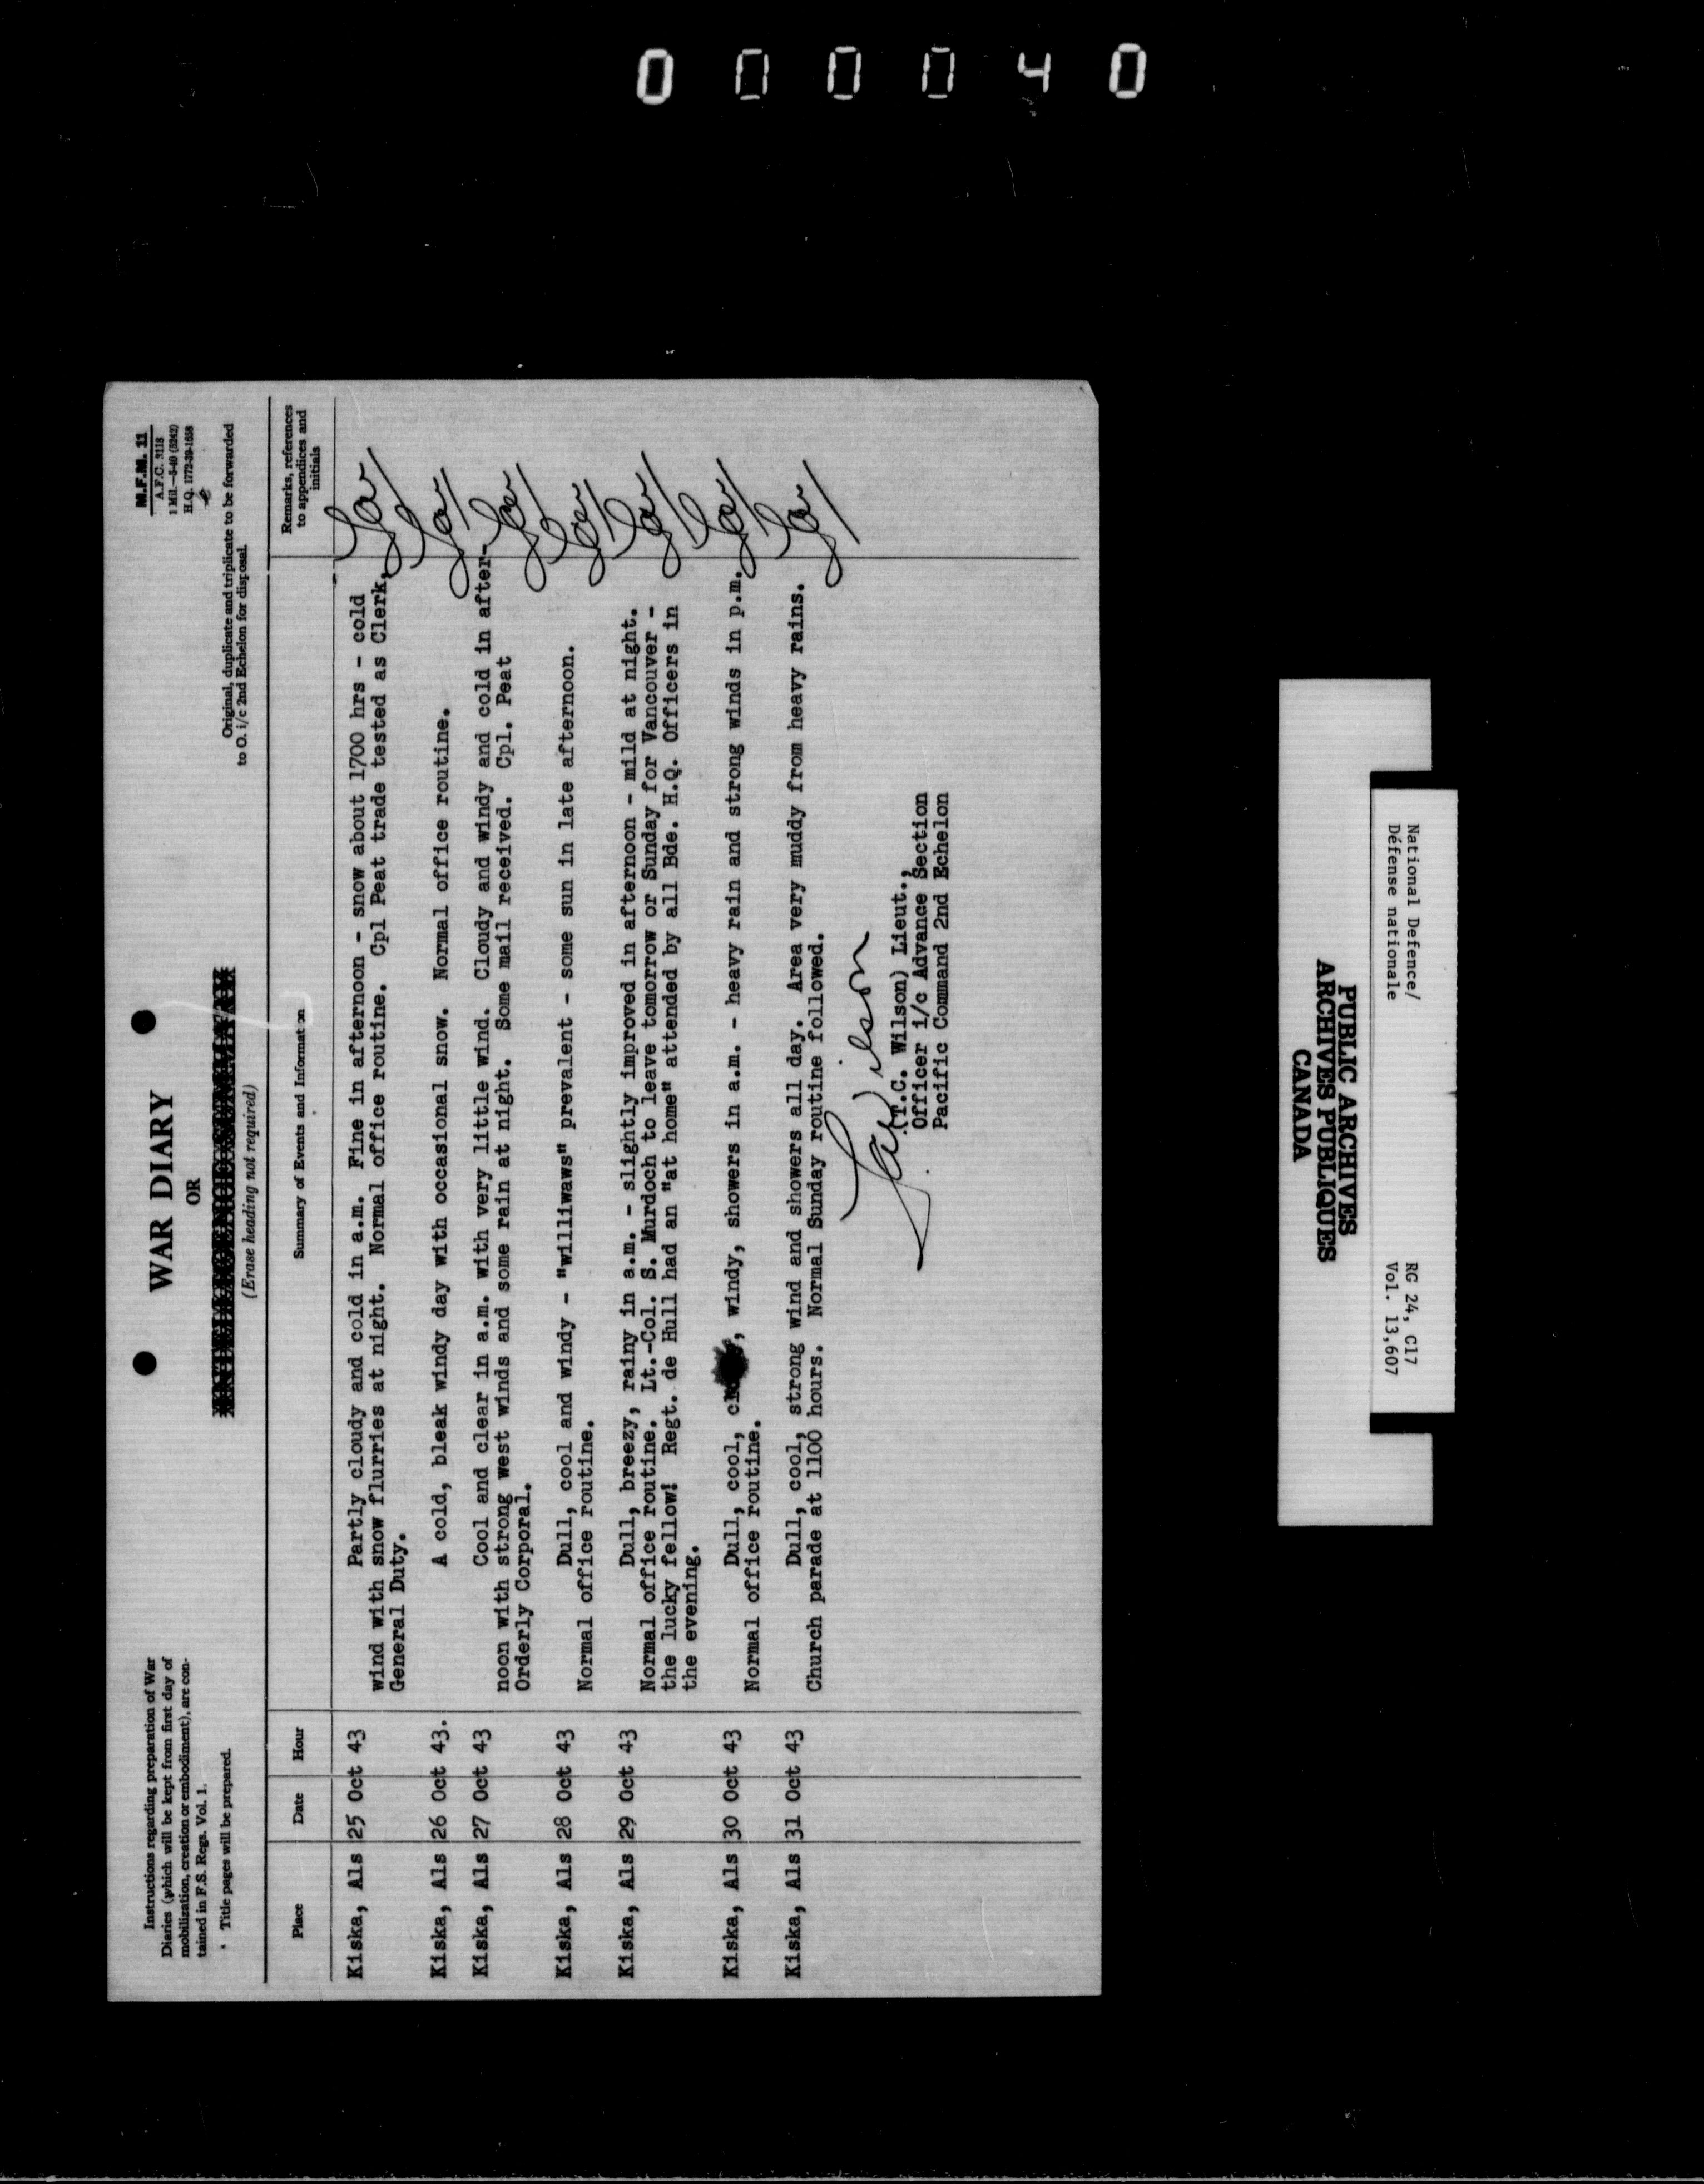 000040
Instructions regarding preparation of War
Diaries (which will be kept from first day of
mobilization, creation or embodiment), are con-
tained in F.S. Regs. Vol. 1.
Title pages will be prepared.
WAR DIARY
OR
(Erase heading not required)
M.F.M. 11
A.F.C. 2118
1 Mil.—5-40 (5242)
H.Q. 1772-39-1658
Original, duplicate and triplicate to be forwarded
to O. i/c 2nd Echelon for disposal.
Place Date Hour Summary of Events and Information Remarks, references
to appendices and
initials
Kiska, Als 25 Oct 43 Partly cloudy and cold in a.m. Fine in afternoon - snow about 1700 hrs - cold
wind with snow flurries at night. Normal office routine. Cpl Peat trade tested as Clerk,
General Duty.
Kiska, Als 26 Oct 43. A cold, bleak windy day with occasional snow. Normal office routine.
Kiska, Als 27 Oct 43 Cool and clear in a.m. with very little wind. Cloudy and windy and cold in after-
noon with strong west winds and some rain at night. Some mail received. Cpl. Peat
Orderly Corporal.
Kiska, Als 28 Oct 43 Dull, cool and windy - "williwaws" prevalent - some sun in late afternoon.
Normal office routine.
Kiska, Als 29 Oct 43 Dull, breezy, rainy in a.m. - slightly improved in afternoon - mild at night.
Normal office routine. Lt.-Col. S. Murdoch to leave tomorrow or Sunday for Vancouver -
the lucky fellow! Regt. de Hull had an "at home" attended by all Bde. H.Q. Officers in
the evening.
Kiska, Als 30 Oct 43 Dull, cool, windy, showers in a.m. - heavy rain and strong winds in p.m.
Normal office routine.
Kiska, Als 31 Oct 43 Dull, cool, strong wind and showers all day. Area very muddy from heavy rains.
Church parade at 1100 hours. Normal Sunday routine followed.
(T.C. Wilson) Lieut.,
Officer i/c Advance Section
Pacific Command 2nd Echelon
National Defence/
Défense nationale
RG 24, C17
Vol. 13,607
PUBLIC ARCHIVES
ARCHIVES PUBLIQUES
CANADA